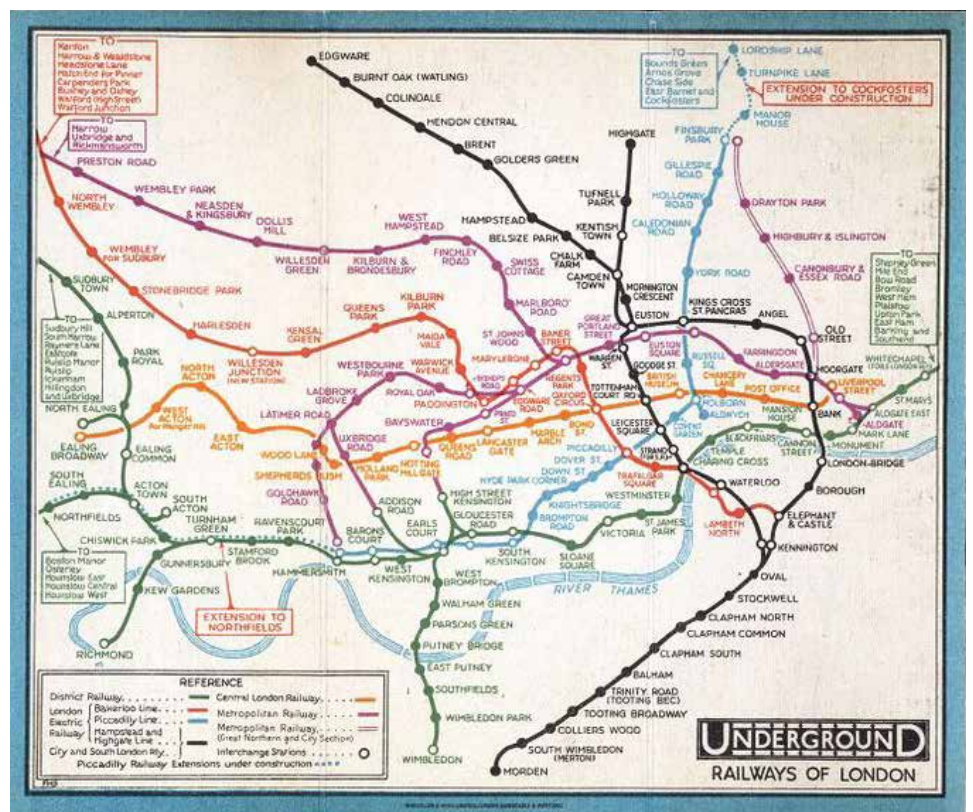 TO
Kenton
Harrow & Wealdstone
Headstone Lane
Hatch End for Pinner
Carpenders Park
Bushey and Oxhey
Watford (High Street)
Watford Junction
TO
Harrow
Uxbridge and
Rickmansworth
EDGWARE
BURNT OAK (WATLING)
COLINDALE
HENDON CENTRAL
BRENT
GOLDERS GREEN
HAMPSTEAD
BELSIZE PARK
CHALK
FARM
CAMDEN
TOWN
HIGHGATE
TUFNELL
PARK
KENTISH
TOWN
MORNINGTON
CRESCENT
EUSTON
TO
Bounds Green
Arnos Grove
Chase Side
East Barnet and
Cockfosters
LORDSHIP LANE
TURNPIKE LANE
EXTENSION TO COCKFOSTERS
UNDER CONSTRUCTION
MANOR
HOUSE
FINSBURY
PARK
GILLESPIE
ROAD
HOLLOWAY
ROAD
CALEDONIAN
ROAD
YORK ROAD
KINGS CROSS
ST. PANCRAS
DRAYTON PARK
HIGHBURY & ISLINGTON
CANONBURY &
ESSEX ROAD
ANGEL
OLD
STREET
MOORGATE
TO
Stepney Green
Mile End
Bow Road
Bromley
West Ham
Plaistow
Upton Park
East Ham
Barking and
Southend
WHITECHAPEL
ST MARYS
ALDGATE EAST
ALDGATE
MARK LANE
MONUMENT
LIVERPOOL
STREET
PRESTON ROAD
WEMBLEY PARK
NEASDEN
& KINGSBURY
DOLLIS
HILL
WILLESDEN
GREEN
KILBURN &
BRONDESBURY
WEST
HAMPSTEAD
FINCHLEY
ROAD
SWISS
COTTAGE
MARLBORO'
ROAD
ST JOHNS
WOOD
BAKER
STREET
GREAT
PORTLAND
STREET
EUSTON
SQUARE
FARRINGDON
ALDERSGATE
NORTH
WEMBLEY
WEMBLEY
FOR SUDBURY
STONEBRIDGE PARK
HARLESDEN
WILLESDEN
JUNCTION
(NEW STATION)
KENSAL
GREEN
QUEENS
PARK
KILBURN
PARK
MAIDA
VALE
WARWICK
AVENUE
PADDINGTON
EDGWARE
ROAD
MARYLEBONE
REGENTS
PARK
OXFORD
CIRCUS
PICCADILLY
TRAFALGAR
SQUARE
WATERLOO
LAMBETH
NORTH
ELEPHANT
& CASTLE
SUDBURY
TOWN
ALPERTON
PARK
ROYAL
TO
Sudbury Hill
South Harrow
Rayners Lane
Eastcote
Ruislip Manor
Ruislip
Ickenham
Hillingdon
and Uxbridge
NORTH EALING
EALING
BROADWAY
EALING
COMMON
SOUTH
EALING
NORTHFIELDS
ACTON
TOWN
SOUTH
ACTON
CHISWICK PARK
TURNHAM
GREEN
TO
Boston Manor
Osterley
Hounslow East
Hounslow Central
Hounslow West
GUNNERSBURY
KEW GARDENS
RICHMOND
STAMFORD
BROOK
RAVENSCOURT
PARK
HAMMERSMITH
EXTENSION TO
NORTHFIELDS
WEST
ACTON
NORTH
ACTON
EAST
ACTON
WOOD LANE
SHEPHERDS BUSH
HOLLAND
PARK
NOTTING
HILL GATE
QUEENS
ROAD
LANCASTER
GATE
MARBLE
ARCH
BOND
ST.
TOTTENHAM
COURT RD
BRITISH
MUSEUM
CHANCERY
LANE
POST OFFICE
BANK
LADBROKE
GROVE
LATIMER ROAD
WESTBOURNE
PARK
ROYAL OAK
BISHOPS
ROAD
UXBRIDGE
ROAD
GOLDHAWK
ROAD
ADDISON
ROAD
BAYSWATER
PRAED
ST
HIGH STREET
KENSINGTON
GLOUCESTER
ROAD
EARLS
COURT
BARONS
COURT
WEST
KENSINGTON
SOUTH
KENSINGTON
BROMPTON
ROAD
KNIGHTSBRIDGE
HYDE PARK CORNER
DOWN ST.
DOVER ST.
LEICESTER
SQUARE
COVENT
GARDEN
HOLBORN
ALDWYCH
RUSSELL
SQ.
WARREN
ST.
GOODGE ST.
STRAND
CHARING CROSS
TEMPLE
BLACKFRIARS
MANSION
HOUSE
CANNON
STREET
SLOANE
SQUARE
VICTORIA
ST. JAMES
PARK
WESTMINSTER
RIVER THAMES
LONDON-BRIDGE
BOROUGH
KENNINGTON
OVAL
STOCKWELL
CLAPHAM NORTH
CLAPHAM COMMON
CLAPHAM SOUTH
BALHAM
TRINITY ROAD
(TOOTING BEC)
TOOTING BROADWAY
COLLIERS WOOD
SOUTH WIMBLEDON
(MERTON)
MORDEN
WEST
BROMPTON
WALHAM GREEN
PARSONS GREEN
PUTNEY BRIDGE
EAST PUTNEY
SOUTHFIELDS
WIMBLEDON PARK
WIMBLEDON
REFERENCE
District Railway
London
Electric
Railway
Bakerloo Line
Piccadilly Line
Hampstead and
Highgate Line
City and South London Rly.
Central London Railway
Metropolitan Railway
Metropolitan Railway
(Great Northern and City Section)
Interchange Stations
Piccadilly Railway Extensions under construction
UNDERGROUND
RAILWAYS OF LONDON